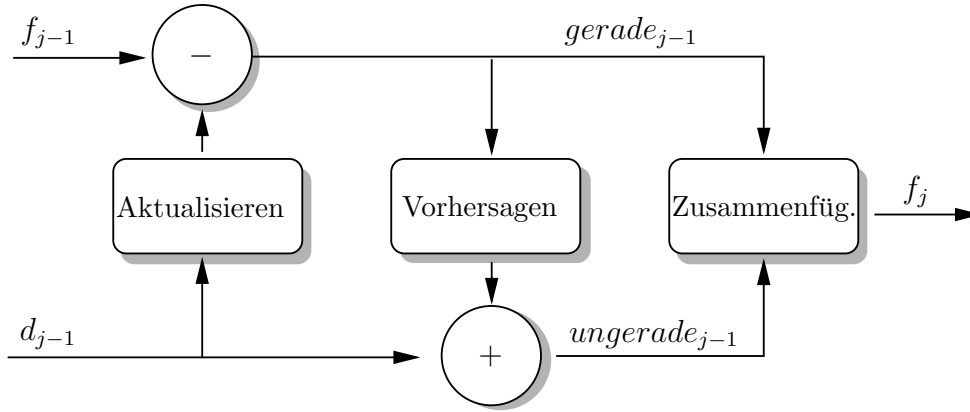 f_{j−1}
−
gerade_{j−1}
Aktualisieren
Vorhersagen
Zusammenfüg.
f_j
d_{j−1}
+
ungerade_{j−1}